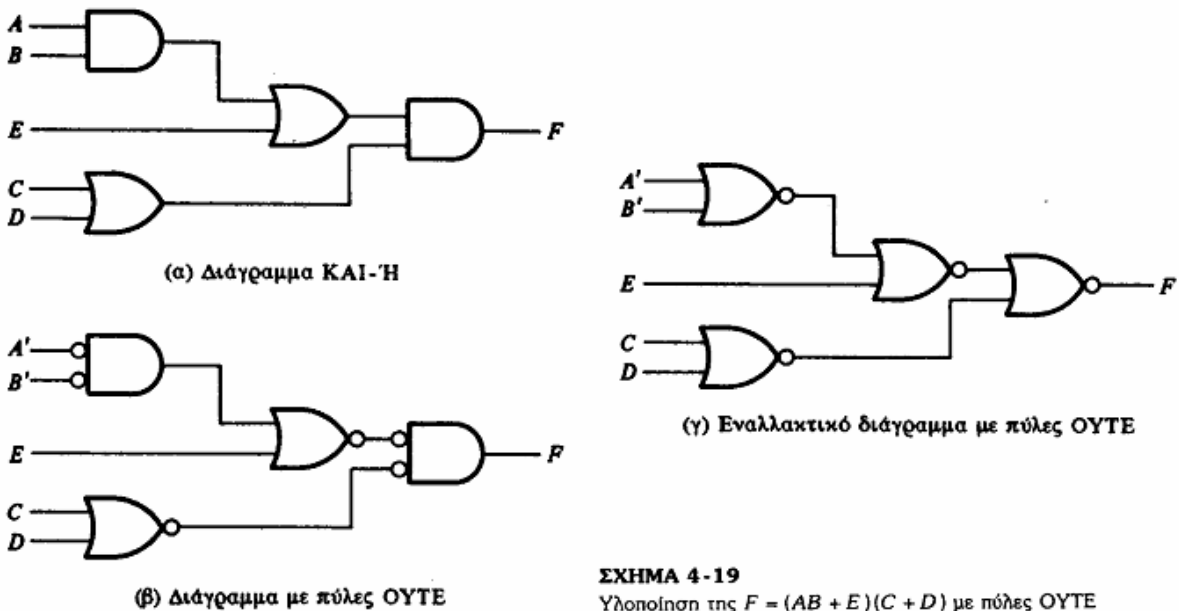 A
B
E
F
C
D
(α) Διάγραμμα ΚΑΙ-Ή
A'
B'
E
F
C
D
(β) Διάγραμμα με πύλες ΟΥΤΕ
A'
B'
E
F
C
D
(γ) Εναλλακτικό διάγραμμα με πύλες ΟΥΤΕ
ΣΧΗΜΑ 4-19
Υλοποίηση της F = (AB + E)(C + D) με πύλες ΟΥΤΕ